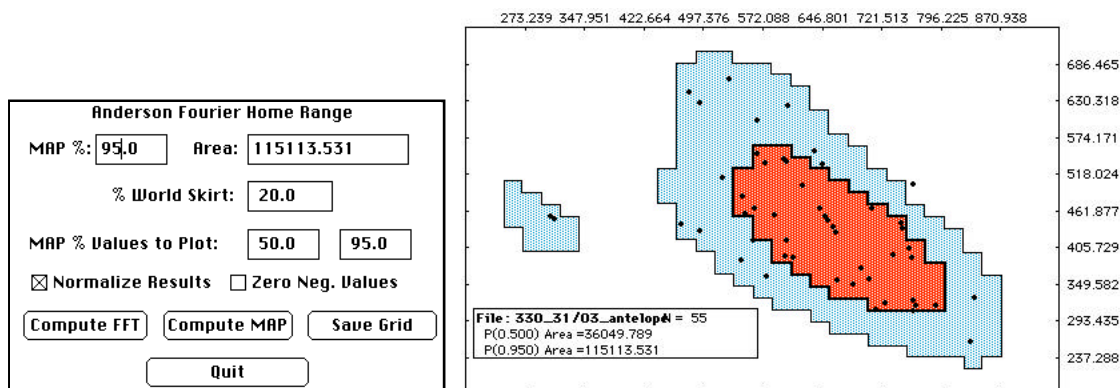 Anderson Fourier Home Range
MAP %: 95.0 Area: 115113.531
% World Skirt: 20.0
MAP % Values to Plot: 50.0 95.0
Normalize Results Zero Neg. Values
Compute FFT Compute MAP Save Grid
Quit
273.239 347.951 422.664 497.376 572.088 646.801 721.513 796.225 870.938
686.465
630.318
574.171
518.024
461.877
405.729
349.582
293.435
237.288
File: 330_31/03_antelope N = 55
P(0.500) Area =36049.789
P(0.950) Area =115113.531